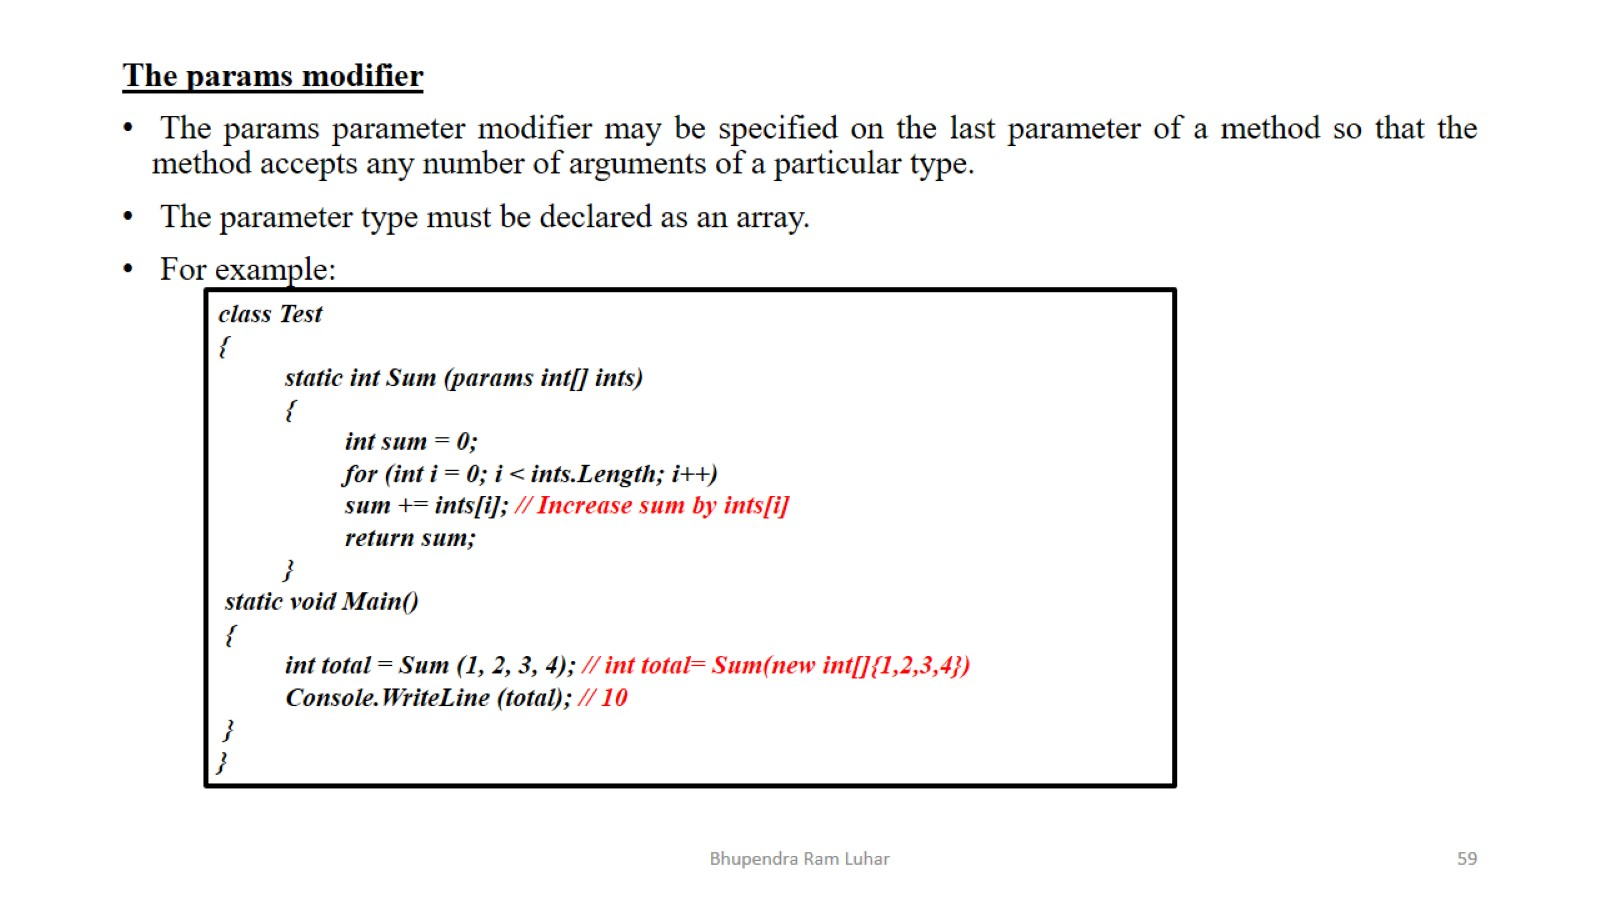 The params modifier
• The params parameter modifier may be specified on the last parameter of a method so that the
method accepts any number of arguments of a particular type.
• The parameter type must be declared as an array.
• For example:
class Test
{
static int Sum (params int[] ints)
{
int sum = 0;
for (int i = 0; i < ints.Length; i++)
sum += ints[i]; // Increase sum by ints[i]
return sum;
}
static void Main()
{
int total = Sum (1, 2, 3, 4); // int total= Sum(new int[]{1,2,3,4})
Console.WriteLine (total); // 10
}
}
Bhupendra Ram Luhar
59